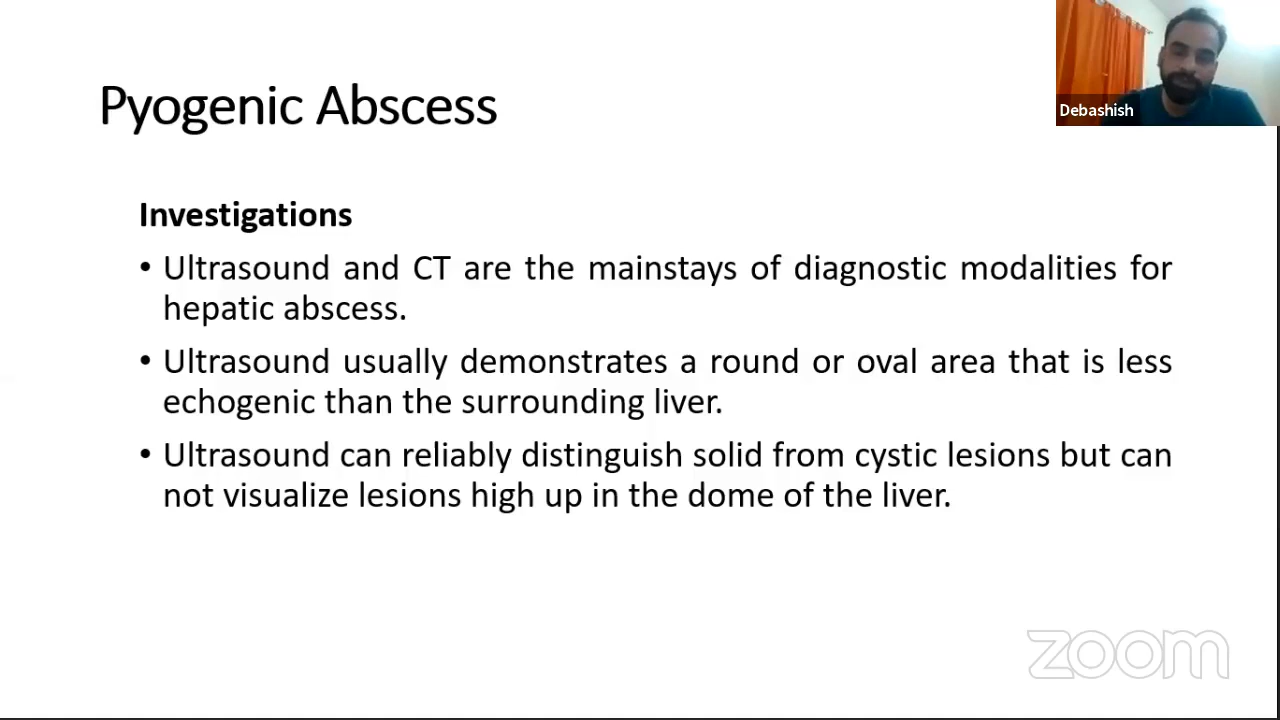 Pyogenic Abscess
Debashish
Investigations
• Ultrasound and CT are the mainstays of diagnostic modalities for
hepatic abscess.
• Ultrasound usually demonstrates a round or oval area that is less
echogenic than the surrounding liver.
• Ultrasound can reliably distinguish solid from cystic lesions but can
not visualize lesions high up in the dome of the liver.
zoom